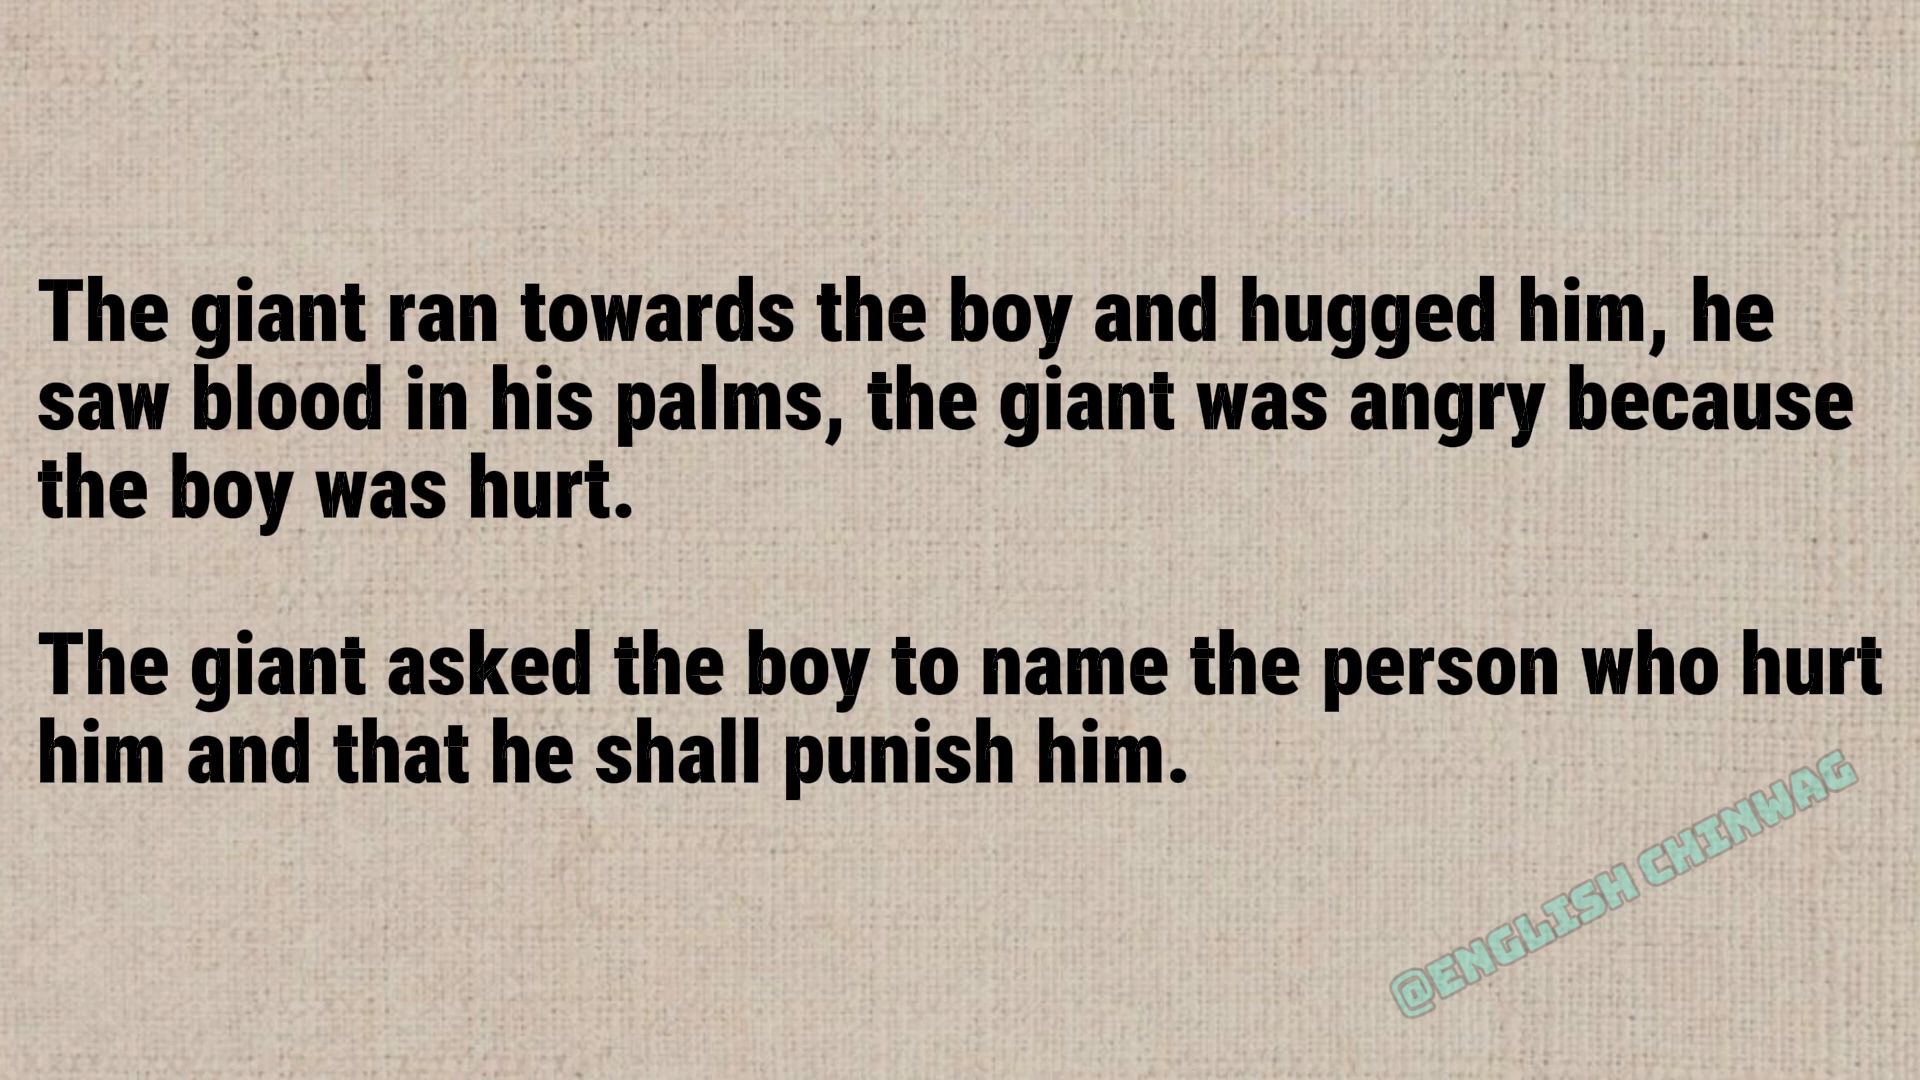 The giant ran towards the boy and hugged him, he
saw blood in his palms, the giant was angry because
the boy was hurt.
The giant asked the boy to name the person who hurt
him and that he shall punish him.
@ENGLISH CHINWAG